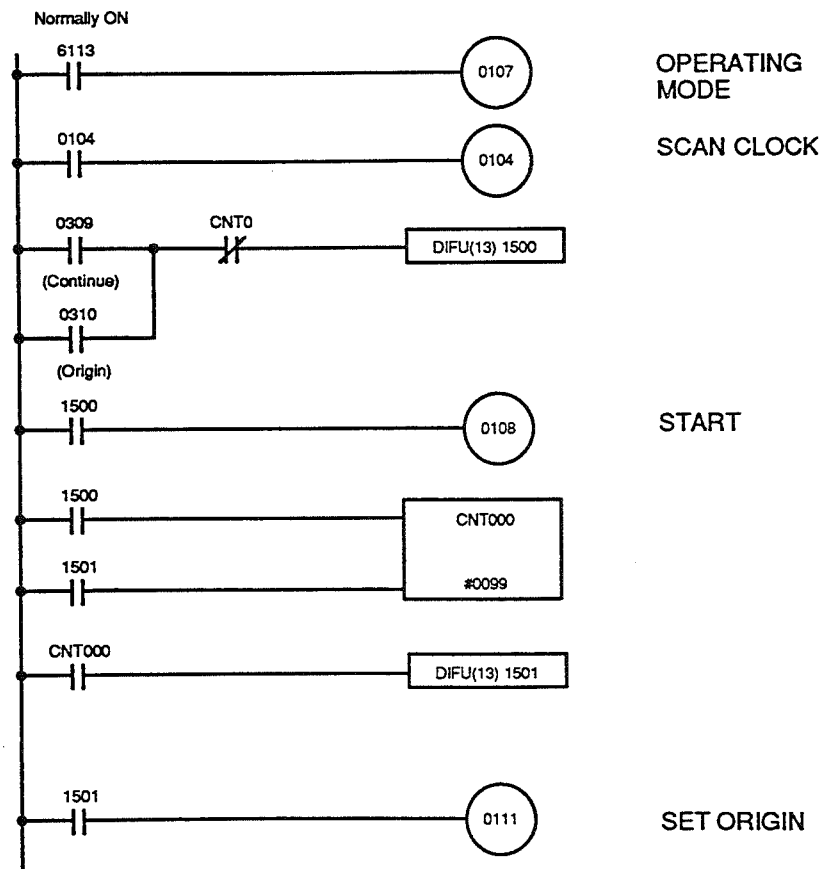 Normally ON
6113
0107
OPERATING
MODE
0104
0104
SCAN CLOCK
0309
CNT0
DIFU(13) 1500
(Continue)
0310
(Origin)
1500
0108
START
1500
CNT000
1501
#0099
CNT000
DIFU(13) 1501
1501
0111
SET ORIGIN